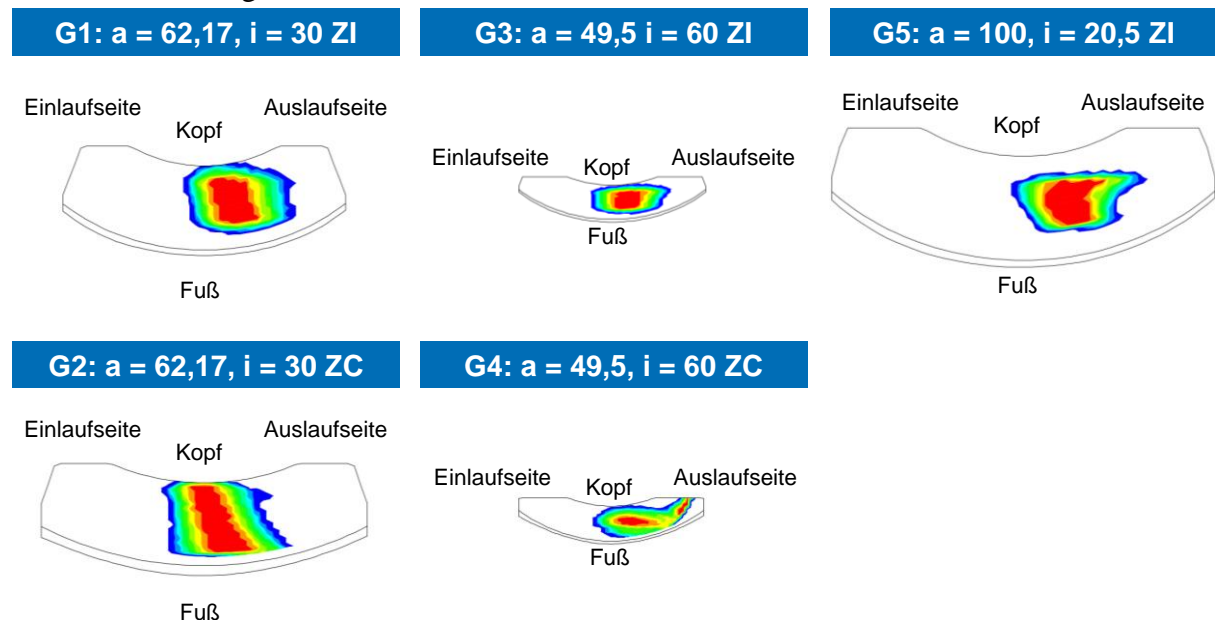 G1: a = 62,17, i = 30 ZI
Einlaufseite
Kopf
Auslaufseite
Fuß
G3: a = 49,5 i = 60 ZI
Einlaufseite
Kopf
Auslaufseite
Fuß
G5: a = 100, i = 20,5 ZI
Einlaufseite
Kopf
Auslaufseite
Fuß
G2: a = 62,17, i = 30 ZC
Einlaufseite
Kopf
Auslaufseite
Fuß
G4: a = 49,5, i = 60 ZC
Einlaufseite
Kopf
Auslaufseite
Fuß